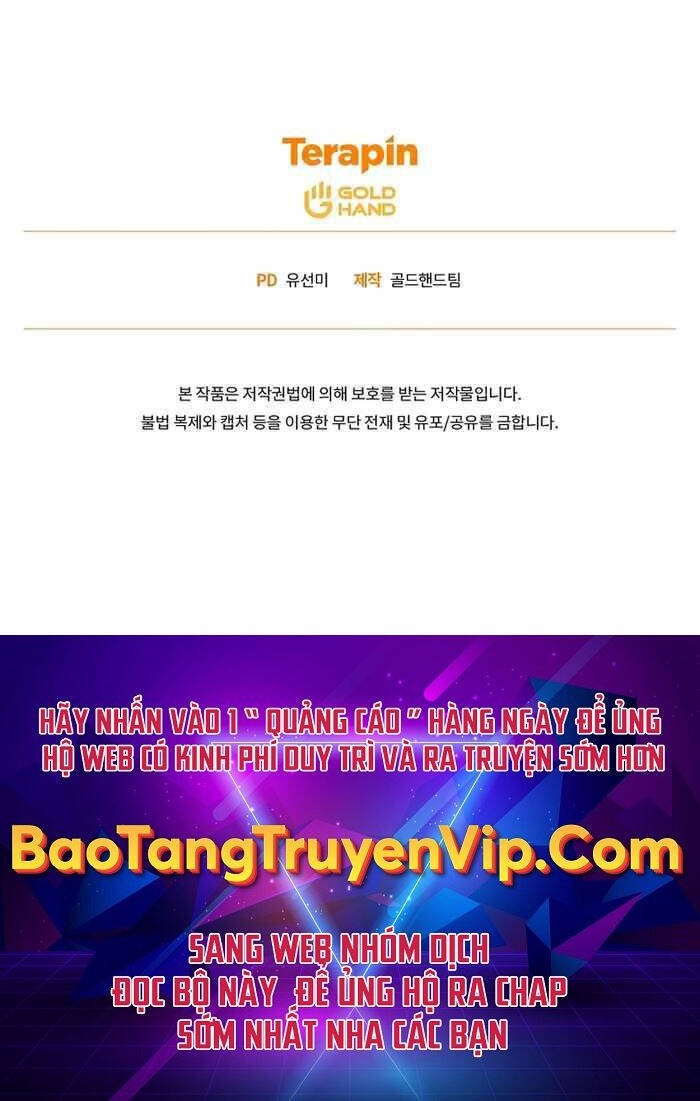 Terapin
GOLD
HAND
PD 유선미 제작 골드핸드팀
본 작품은 저작권법에 의해 보호를 받는 저작물입니다.
불법 복제와 캡처 등을 이용한 무단 전재 및 유포/공유를 금합니다.
HÃY NHẤN VÀO 1 “ QUẢNG CÁO ” HÀNG NGÀY ĐỂ ỦNG
HỘ WEB CÓ KINH PHÍ DUY TRÌ VÀ RA TRUYỆN SỚM HƠN
BaoTangTruyenVip.Com
SANG WEB NHÓM DỊCH
ĐỌC BỘ NÀY ĐỂ ỦNG HỘ RA CHAP
SỚM NHẤT NHA CÁC BẠN